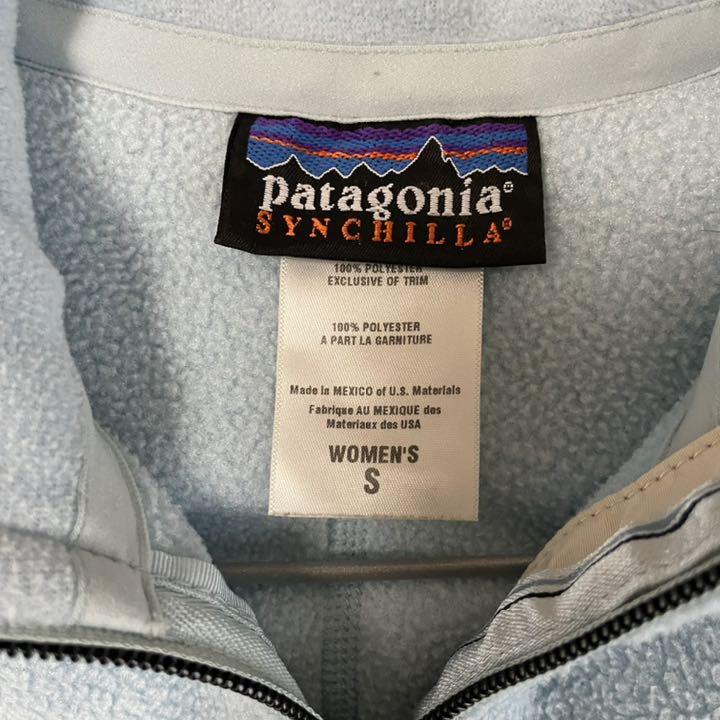 patagonia®
SYNCHILLA®
100% POLYESTER
EXCLUSIVE OF TRIM
100% POLYESTER
A PART LA GARNITURE
Made in MEXICO of U.S. Materials
Fabrique AU MEXIQUE des
Materiaux des USA
WOMEN'S
S